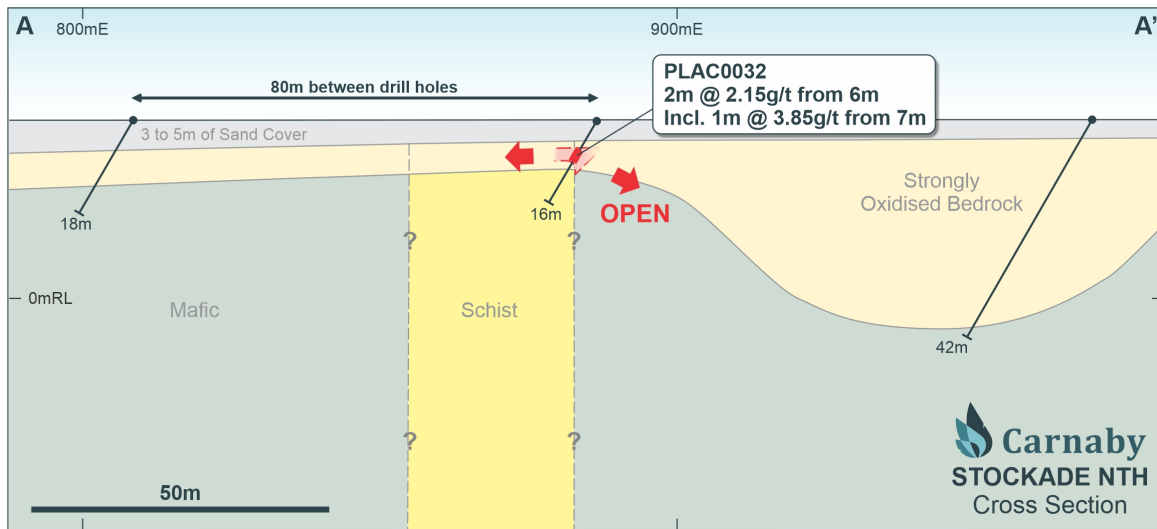 A
800mE
900mE
A'
PLAC0032
2m @ 2.15g/t from 6m
Incl. 1m @ 3.85g/t from 7m
80m between drill holes
3 to 5m of Sand Cover
Strongly
Oxidised Bedrock
18m
16m
OPEN
?
?
0mRL
Mafic
Schist
42m
?
?
Carnaby
STOCKADE NTH
Cross Section
50m